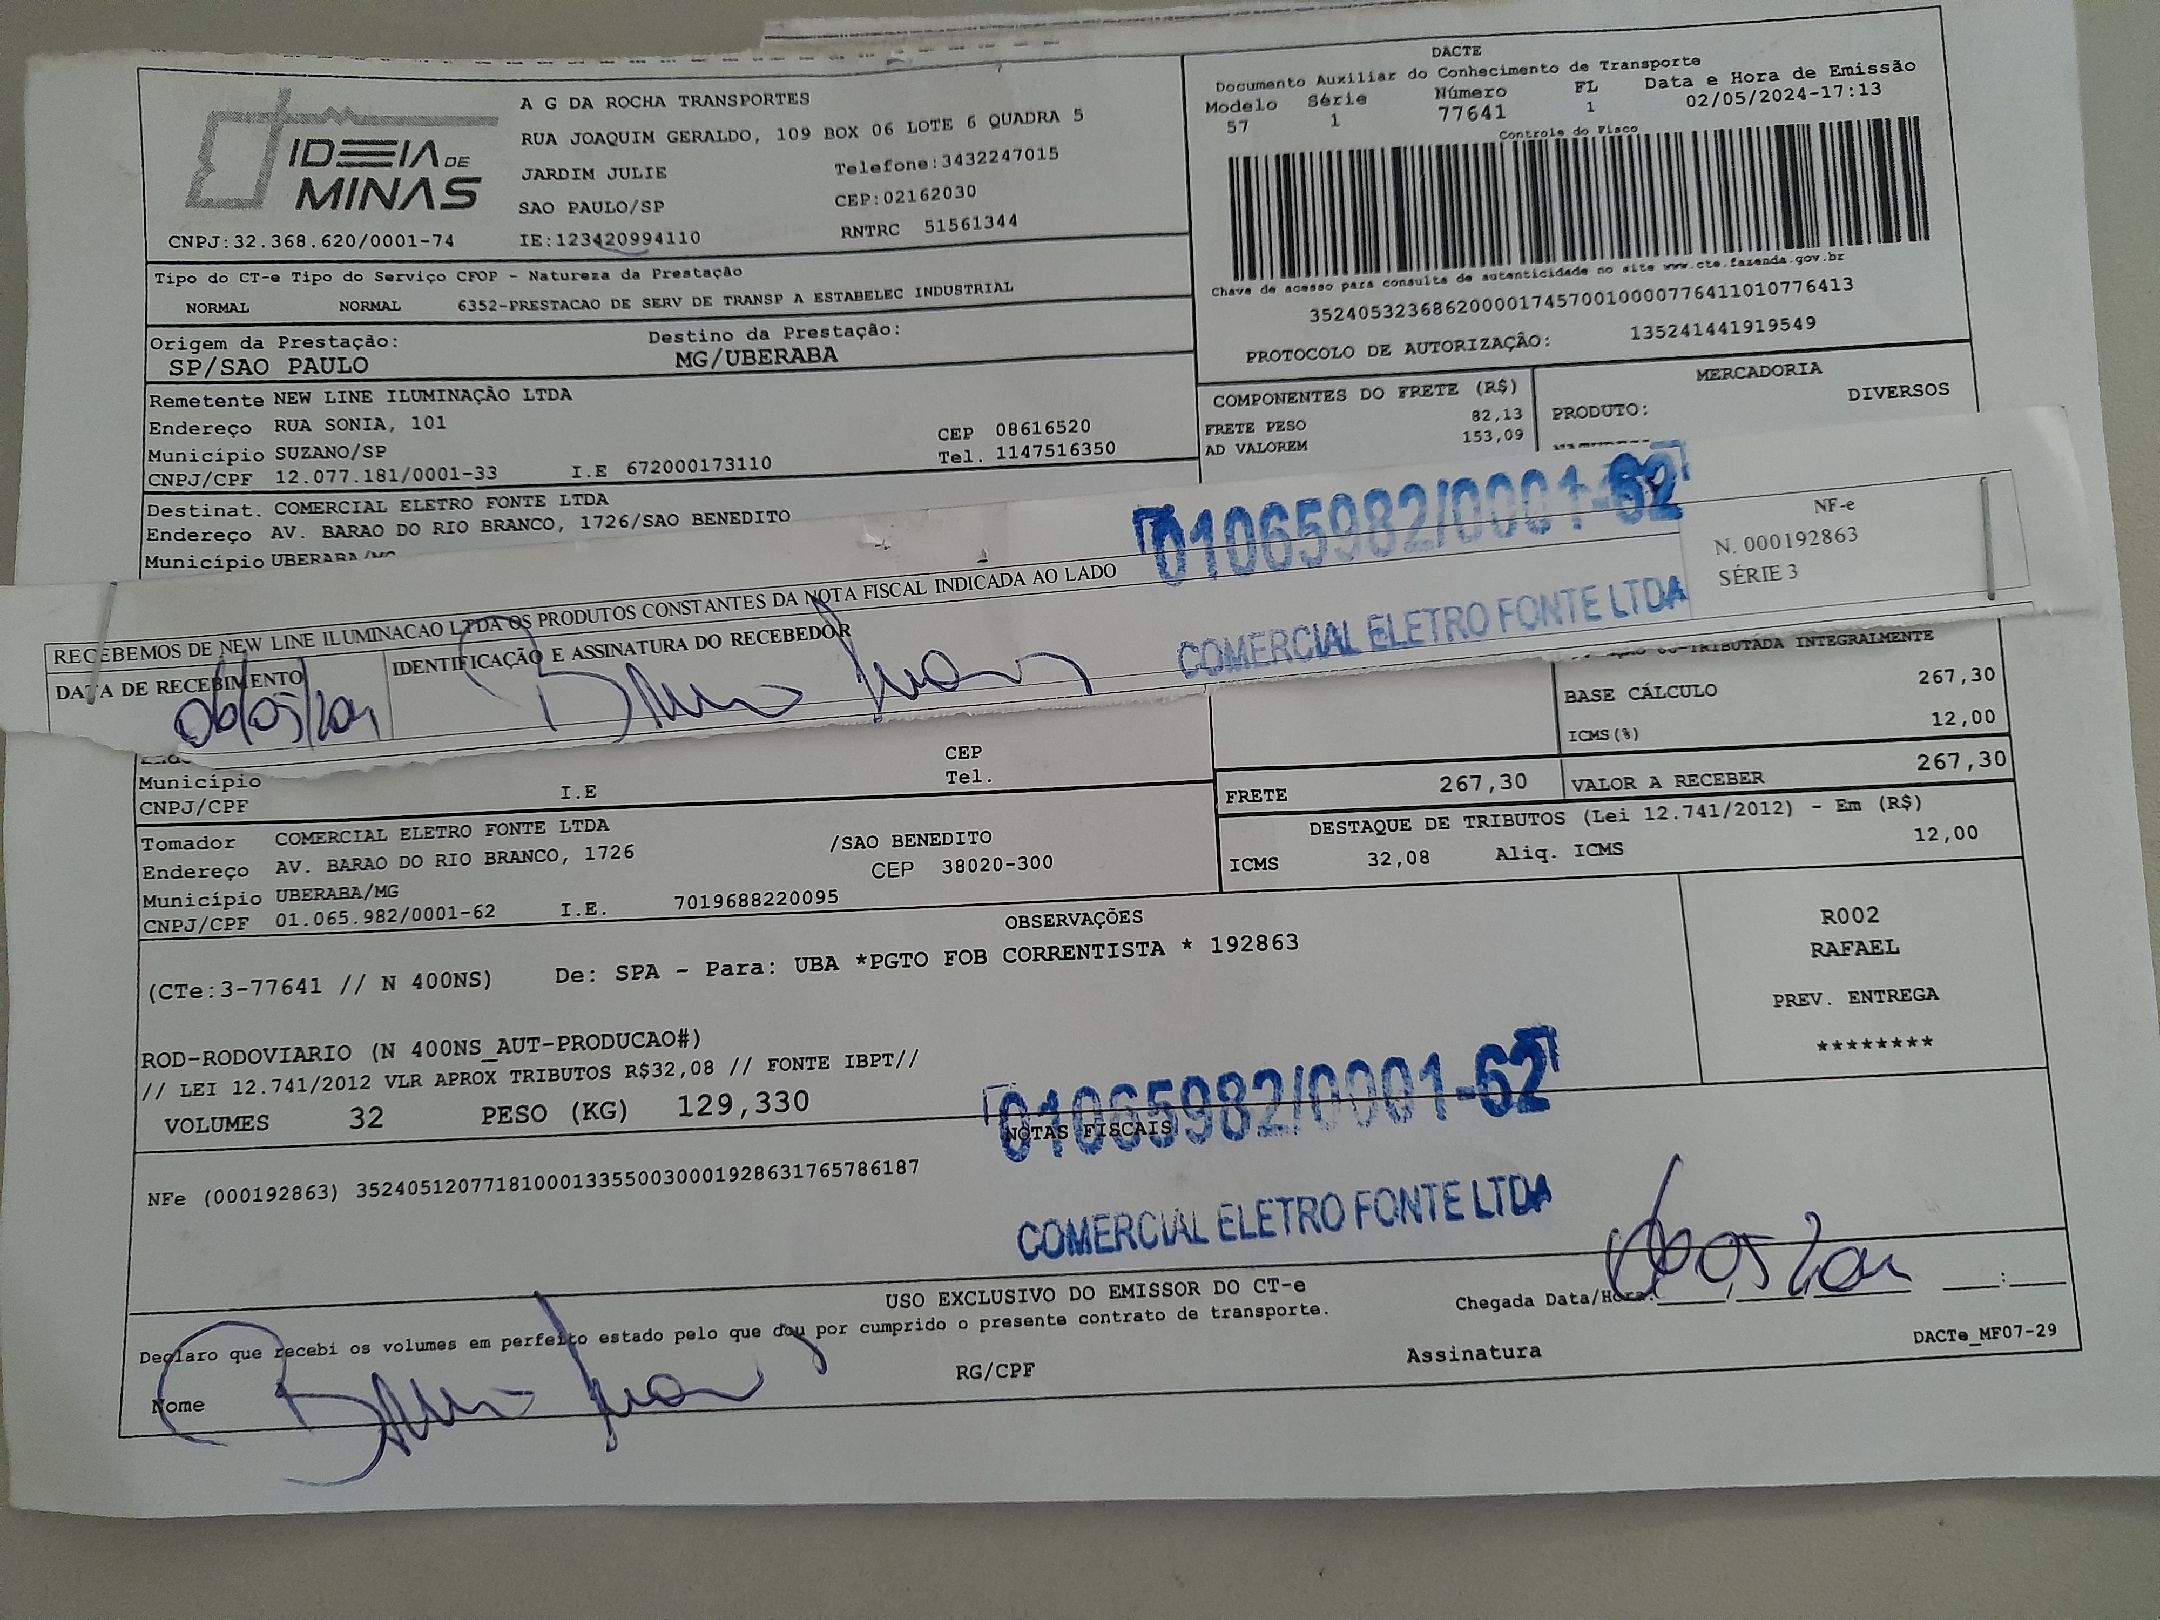 IDEIA DE
MINAS
CNPJ:32.368.620/0001-74
A G DA ROCHA TRANSPORTES
RUA JOAQUIM GERALDO, 109 BOX 06 LOTE 6 QUADRA 5
JARDIM JULIE Telefone:3432247015
SAO PAULO/SP CEP:02162030
IE:123420994110 RNTRC 51561344
DACTE
Documento Auxiliar do Conhecimento de Transporte
Modelo Série Número FL Data e Hora de Emissão
57 1 77641 1 02/05/2024-17:13
Controle do Fisco
Chave de acesso para consulta de autenticidade no site www.cte.fazenda.gov.br
35240532368620000174570010000776411010776413
PROTOCOLO DE AUTORIZAÇÃO: 135241441919549
Tipo do CT-e Tipo do Serviço CFOP - Natureza da Prestação
NORMAL NORMAL 6352-PRESTACAO DE SERV DE TRANSP A ESTABELEC INDUSTRIAL
Origem da Prestação: Destino da Prestação:
SP/SAO PAULO MG/UBERABA
Remetente NEW LINE ILUMINAÇÃO LTDA
Endereço RUA SONIA, 101
Município SUZANO/SP CEP 08616520
CNPJ/CPF 12.077.181/0001-33 I.E 672000173110 Tel. 1147516350
COMPONENTES DO FRETE (R$)
FRETE PESO 82,13
AD VALOREM 153,09
MERCADORIA
PRODUTO: DIVERSOS
Destinat. COMERCIAL ELETRO FONTE LTDA
Endereço AV. BARAO DO RIO BRANCO, 1726/SAO BENEDITO
Município UBERABA/MG
01065982/0001-62
COMERCIAL ELETRO FONTE LTDA
NF-e
N. 000192863
SÉRIE 3
RECEBEMOS DE NEW LINE ILUMINACAO LTDA OS PRODUTOS CONSTANTES DA NOTA FISCAL INDICADA AO LADO
DATA DE RECEBIMENTO IDENTIFICAÇÃO E ASSINATURA DO RECEBEDOR
TRIBUTADA INTEGRALMENTE
BASE CÁLCULO 267,30
ICMS(%) 12,00
Município CEP
CNPJ/CPF I.E Tel.
FRETE 267,30 VALOR A RECEBER 267,30
DESTAQUE DE TRIBUTOS (Lei 12.741/2012) - Em (R$)
ICMS 32,08 Aliq. ICMS 12,00
Tomador COMERCIAL ELETRO FONTE LTDA
Endereço AV. BARAO DO RIO BRANCO, 1726 /SAO BENEDITO
Município UBERABA/MG CEP 38020-300
CNPJ/CPF 01.065.982/0001-62 I.E. 7019688220095
OBSERVAÇÕES
(CTe:3-77641 // N 400NS) De: SPA - Para: UBA *PGTO FOB CORRENTISTA * 192863
R002
RAFAEL
PREV. ENTREGA
********
ROD-RODOVIARIO (N 400NS_AUT-PRODUCAO#)
// LEI 12.741/2012 VLR APROX TRIBUTOS R$32,08 // FONTE IBPT//
VOLUMES 32 PESO (KG) 129,330
01065982/0001-62
NOTAS FISCAIS
NFe (000192863) 35240512077181000133550030001928631765786187
COMERCIAL ELETRO FONTE LTDA
USO EXCLUSIVO DO EMISSOR DO CT-e
Declaro que recebi os volumes em perfeito estado pelo que dou por cumprido o presente contrato de transporte.
Chegada Data/Hora:
Nome RG/CPF Assinatura
DACTe_MF07-29